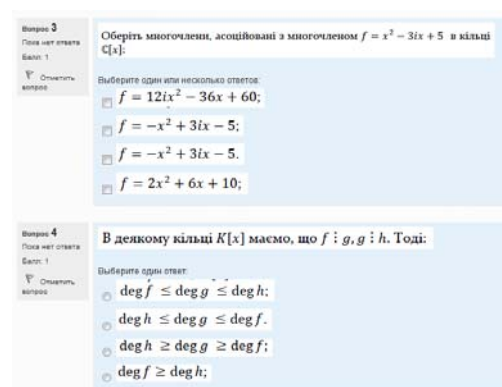 Вопрос 3
Пока нет ответа
Балл: 1
Отметить вопрос
Оберіть многочлени, асоційовані з многочленом f = x² − 3ix + 5 в кільці
ℂ[x]:
Выберите один или несколько ответов:
f = 12ix² − 36x + 60;
f = −x² + 3ix − 5;
f = −x² + 3ix − 5.
f = 2x² + 6x + 10;
Вопрос 4
Пока нет ответа
Балл: 1
Отметить вопрос
В деякому кільці K[x] маємо, що f ⋮ g, g ⋮ h. Тоді:
Выберите один ответ:
deg f ≤ deg g ≤ deg h;
deg h ≤ deg g ≤ deg f.
deg h ≥ deg g ≥ deg f;
deg f ≥ deg h;